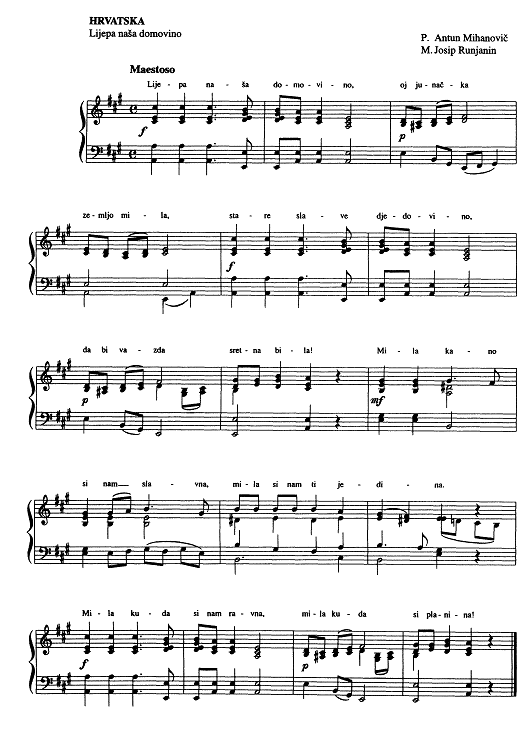 HRVATSKA
Lijepa naša domovino
P. Antun Mihanovič
M. Josip Runjanin
Maestoso
Lije - pa na - ša do - mo - vi - no, oj ju - nač - ka
f p
ze - mljo mi - la, sta - re sla - ve dje - do - vi - no,
f
da bi va - zda sret - na bi - la! Mi - la ka - no
p mf
si nam sla - vna, mi - la si nam ti je - di - na.
Mi - la ku - da si nam ra - vna, mi - la ku - da si pla - ni - na!
f p